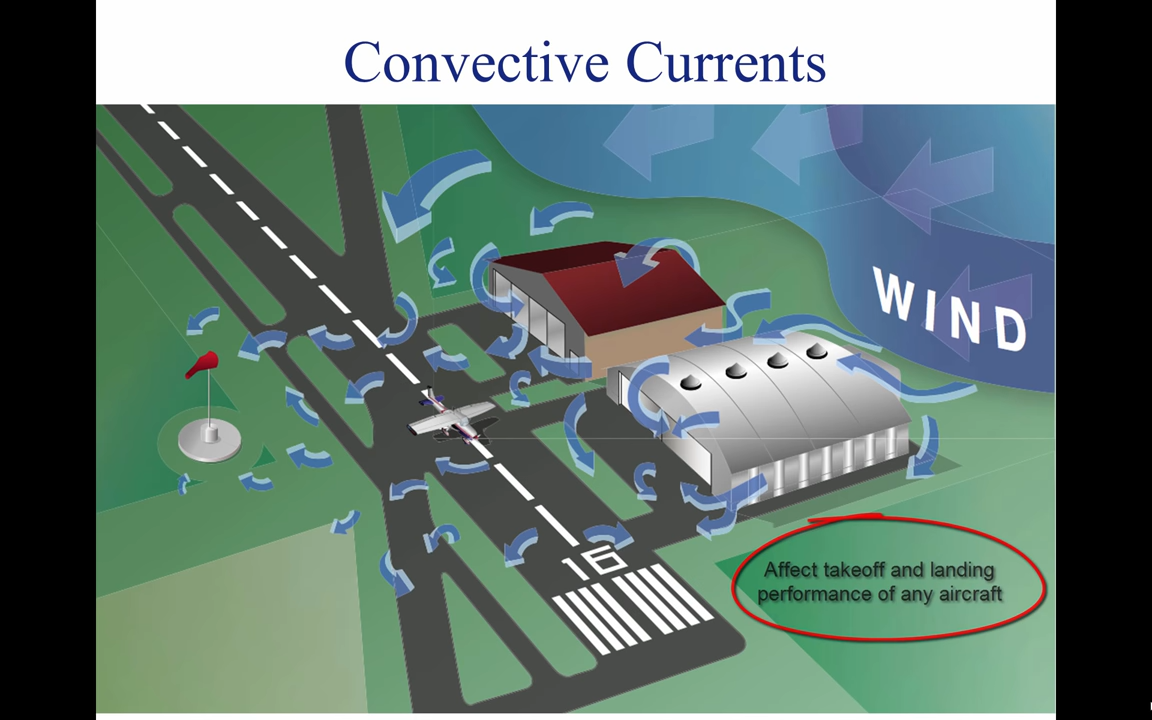 Convective Currents
WIND
16
Affect takeoff and landing
performance of any aircraft